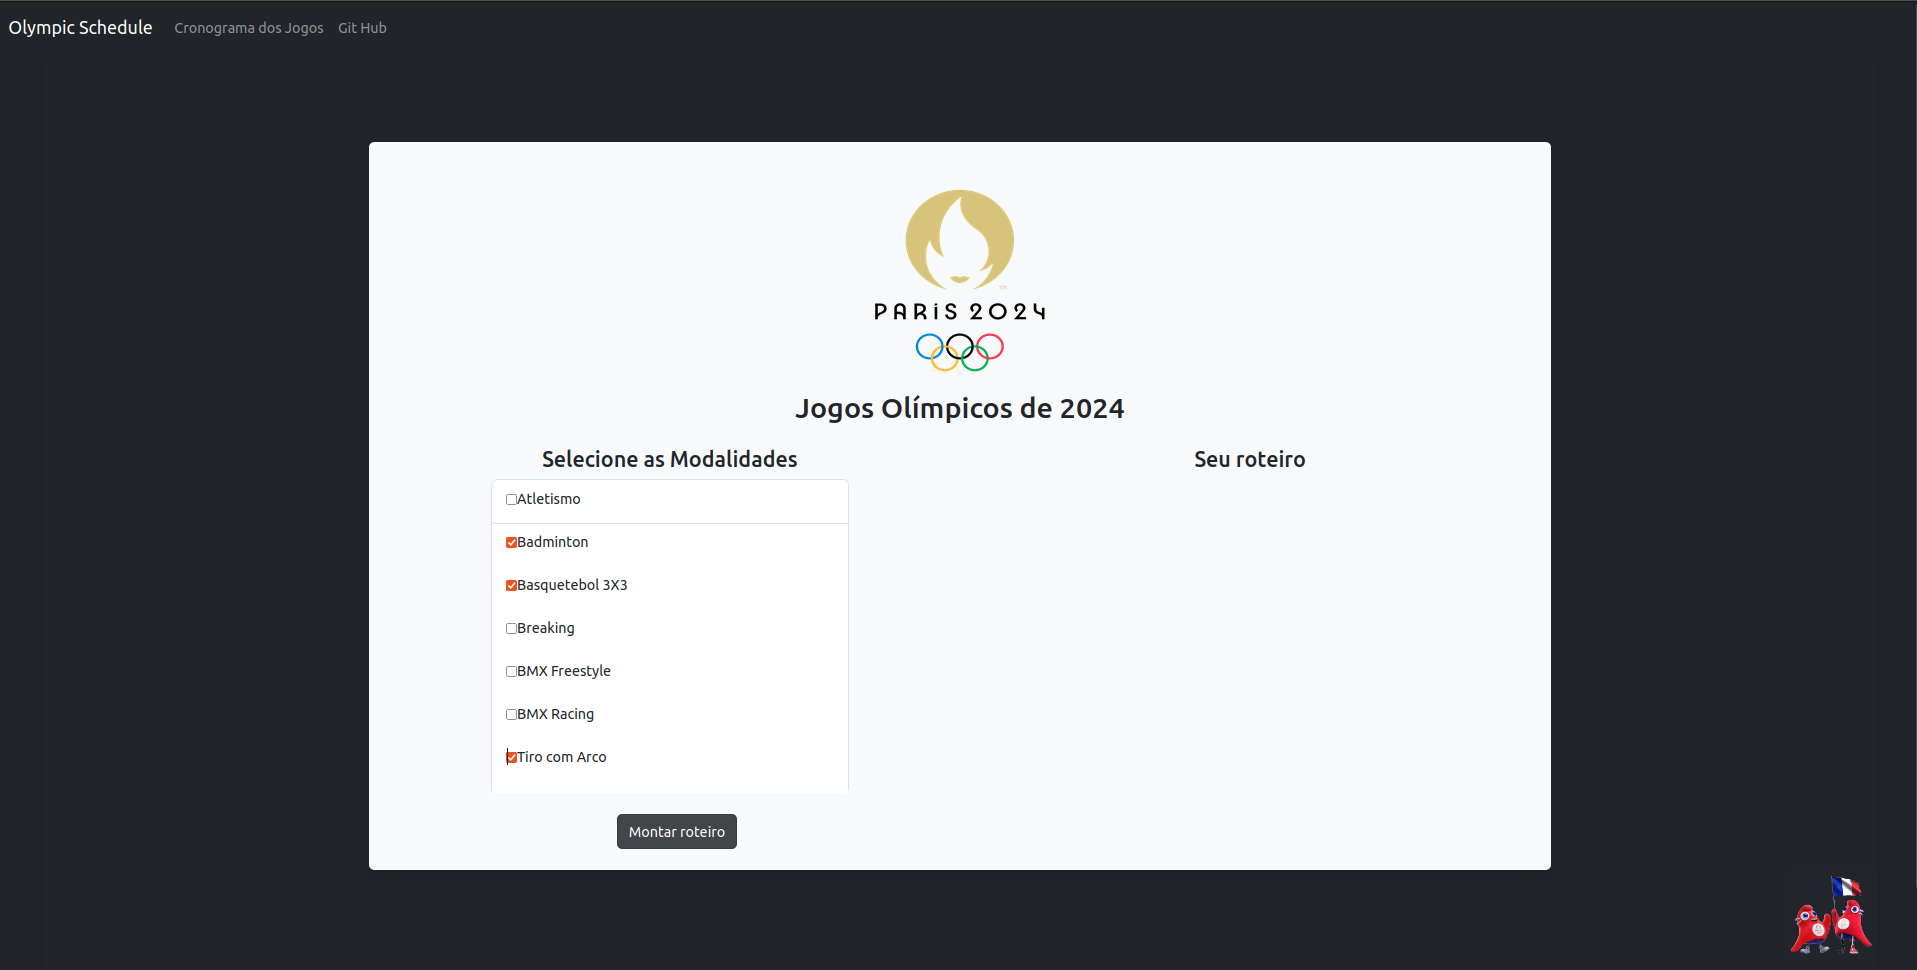 Olympic Schedule Cronograma dos Jogos Git Hub
PARIS 2024
Jogos Olímpicos de 2024
Selecione as Modalidades
Atletismo
Badminton
Basquetebol 3X3
Breaking
BMX Freestyle
BMX Racing
Tiro com Arco
Montar roteiro
Seu roteiro